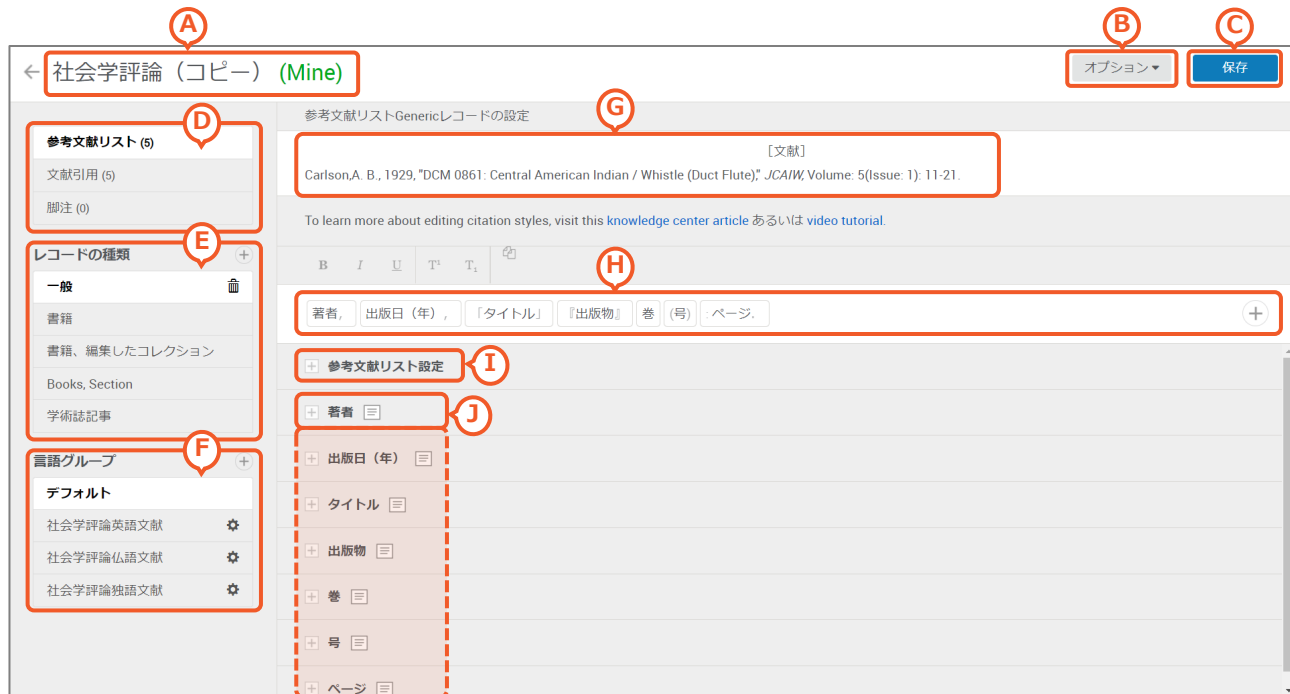 A
B
C
← 社会学評論（コピー） (Mine)
オプション▾
保存
D
参考文献リスト (5)
文献引用 (5)
脚注 (0)
E
レコードの種類
一般
書籍
書籍、編集したコレクション
Books, Section
学術誌記事
F
言語グループ
デフォルト
社会学評論英語文献
社会学評論仏語文献
社会学評論独語文献
参考文献リストGenericレコードの設定
G
［文献］
Carlson,A. B., 1929, "DCM 0861: Central American Indian / Whistle (Duct Flute)," JCAIW, Volume: 5(Issue: 1): 11-21.
To learn more about editing citation styles, visit this knowledge center article あるいは video tutorial.
B I U T¹ T₁
H
著者, 出版日（年）, 「タイトル」 『出版物』 巻 (号) : ページ.
参考文献リスト設定
I
著者
J
出版日（年）
タイトル
出版物
巻
号
ページ